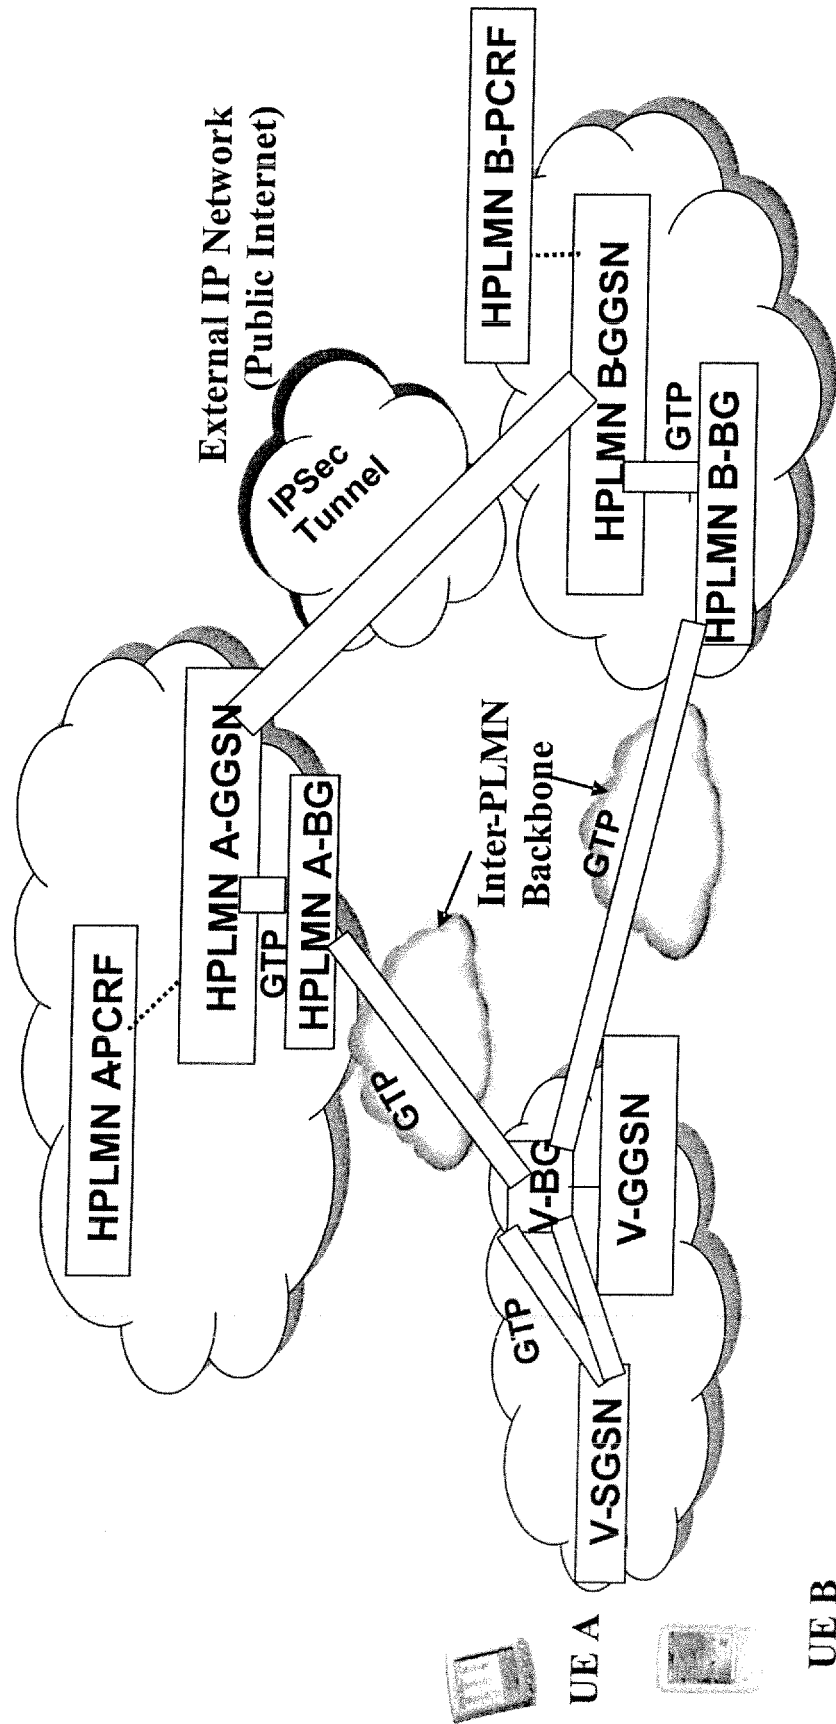 External IP Network
(Public Internet)
HPLMN APCRF
HPLMN A-GGSN
GTP
HPLMN A-BG
IPSec
Tunnel
HPLMN B-PCRF
HPLMN BGGSN
GTP
HPLMN B-BG
GTP
Inter-PLMN
Backbone
GTP
V-BG
GTP
V-GGSN
V-SGSN
UE A
UE B